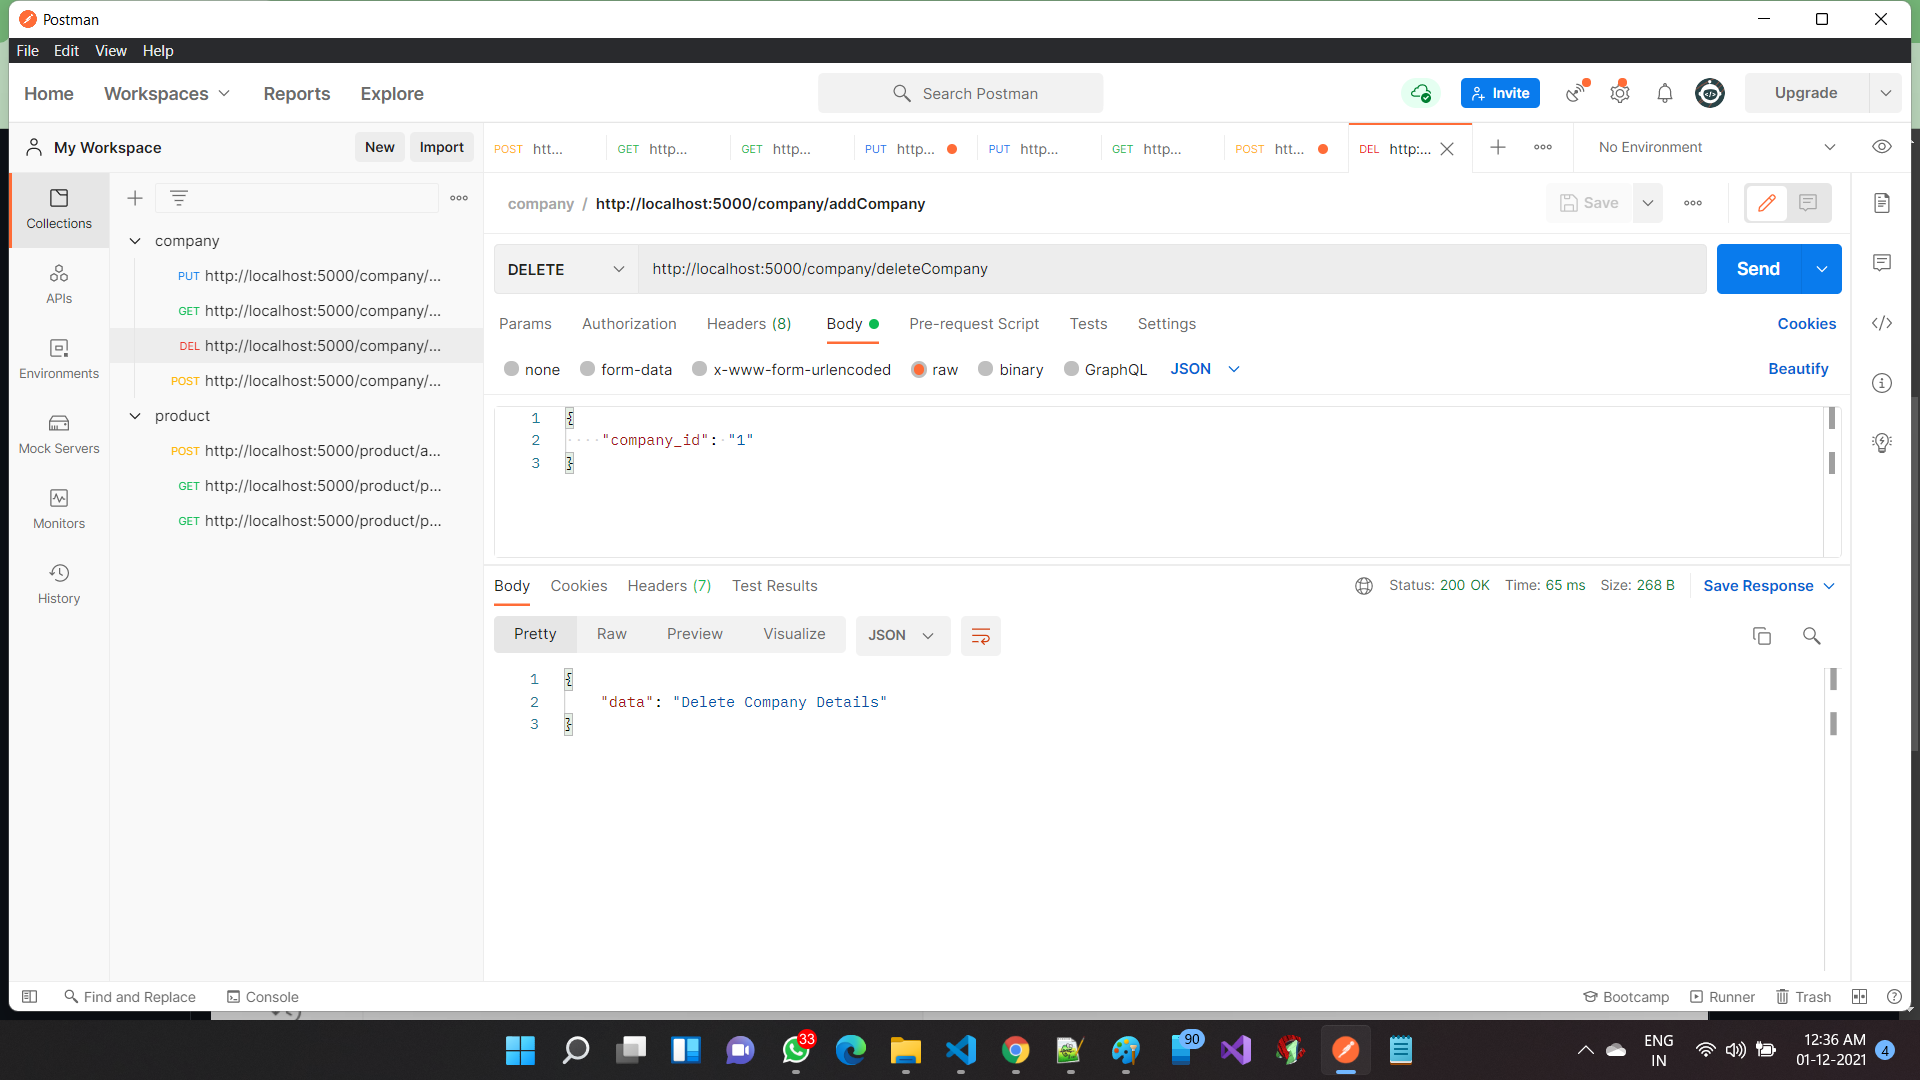 Postman
File Edit View Help
Home Workspaces Reports Explore
Search Postman
Invite
Upgrade
My Workspace New Import
POST htt...
GET http...
GET http...
PUT http...
PUT http...
GET http...
POST htt...
DEL http:...
No Environment
Collections
APIs
Environments
Mock Servers
Monitors
History
company
PUT http://localhost:5000/company/...
GET http://localhost:5000/company/...
DEL http://localhost:5000/company/...
POST http://localhost:5000/company/...
product
POST http://localhost:5000/product/a...
GET http://localhost:5000/product/p...
GET http://localhost:5000/product/p...
company / http://localhost:5000/company/addCompany
Save
DELETE http://localhost:5000/company/deleteCompany
Send
Params Authorization Headers (8) Body Pre-request Script Tests Settings Cookies
none form-data x-www-form-urlencoded raw binary GraphQL JSON Beautify
1 {
2 "company_id": "1"
3 }
Body Cookies Headers (7) Test Results
Status: 200 OK Time: 65 ms Size: 268 B Save Response
Pretty Raw Preview Visualize JSON
1 {
2 "data": "Delete Company Details"
3 }
Find and Replace Console
Bootcamp Runner Trash
33
90
ENG
IN
12:36 AM
01-12-2021
4